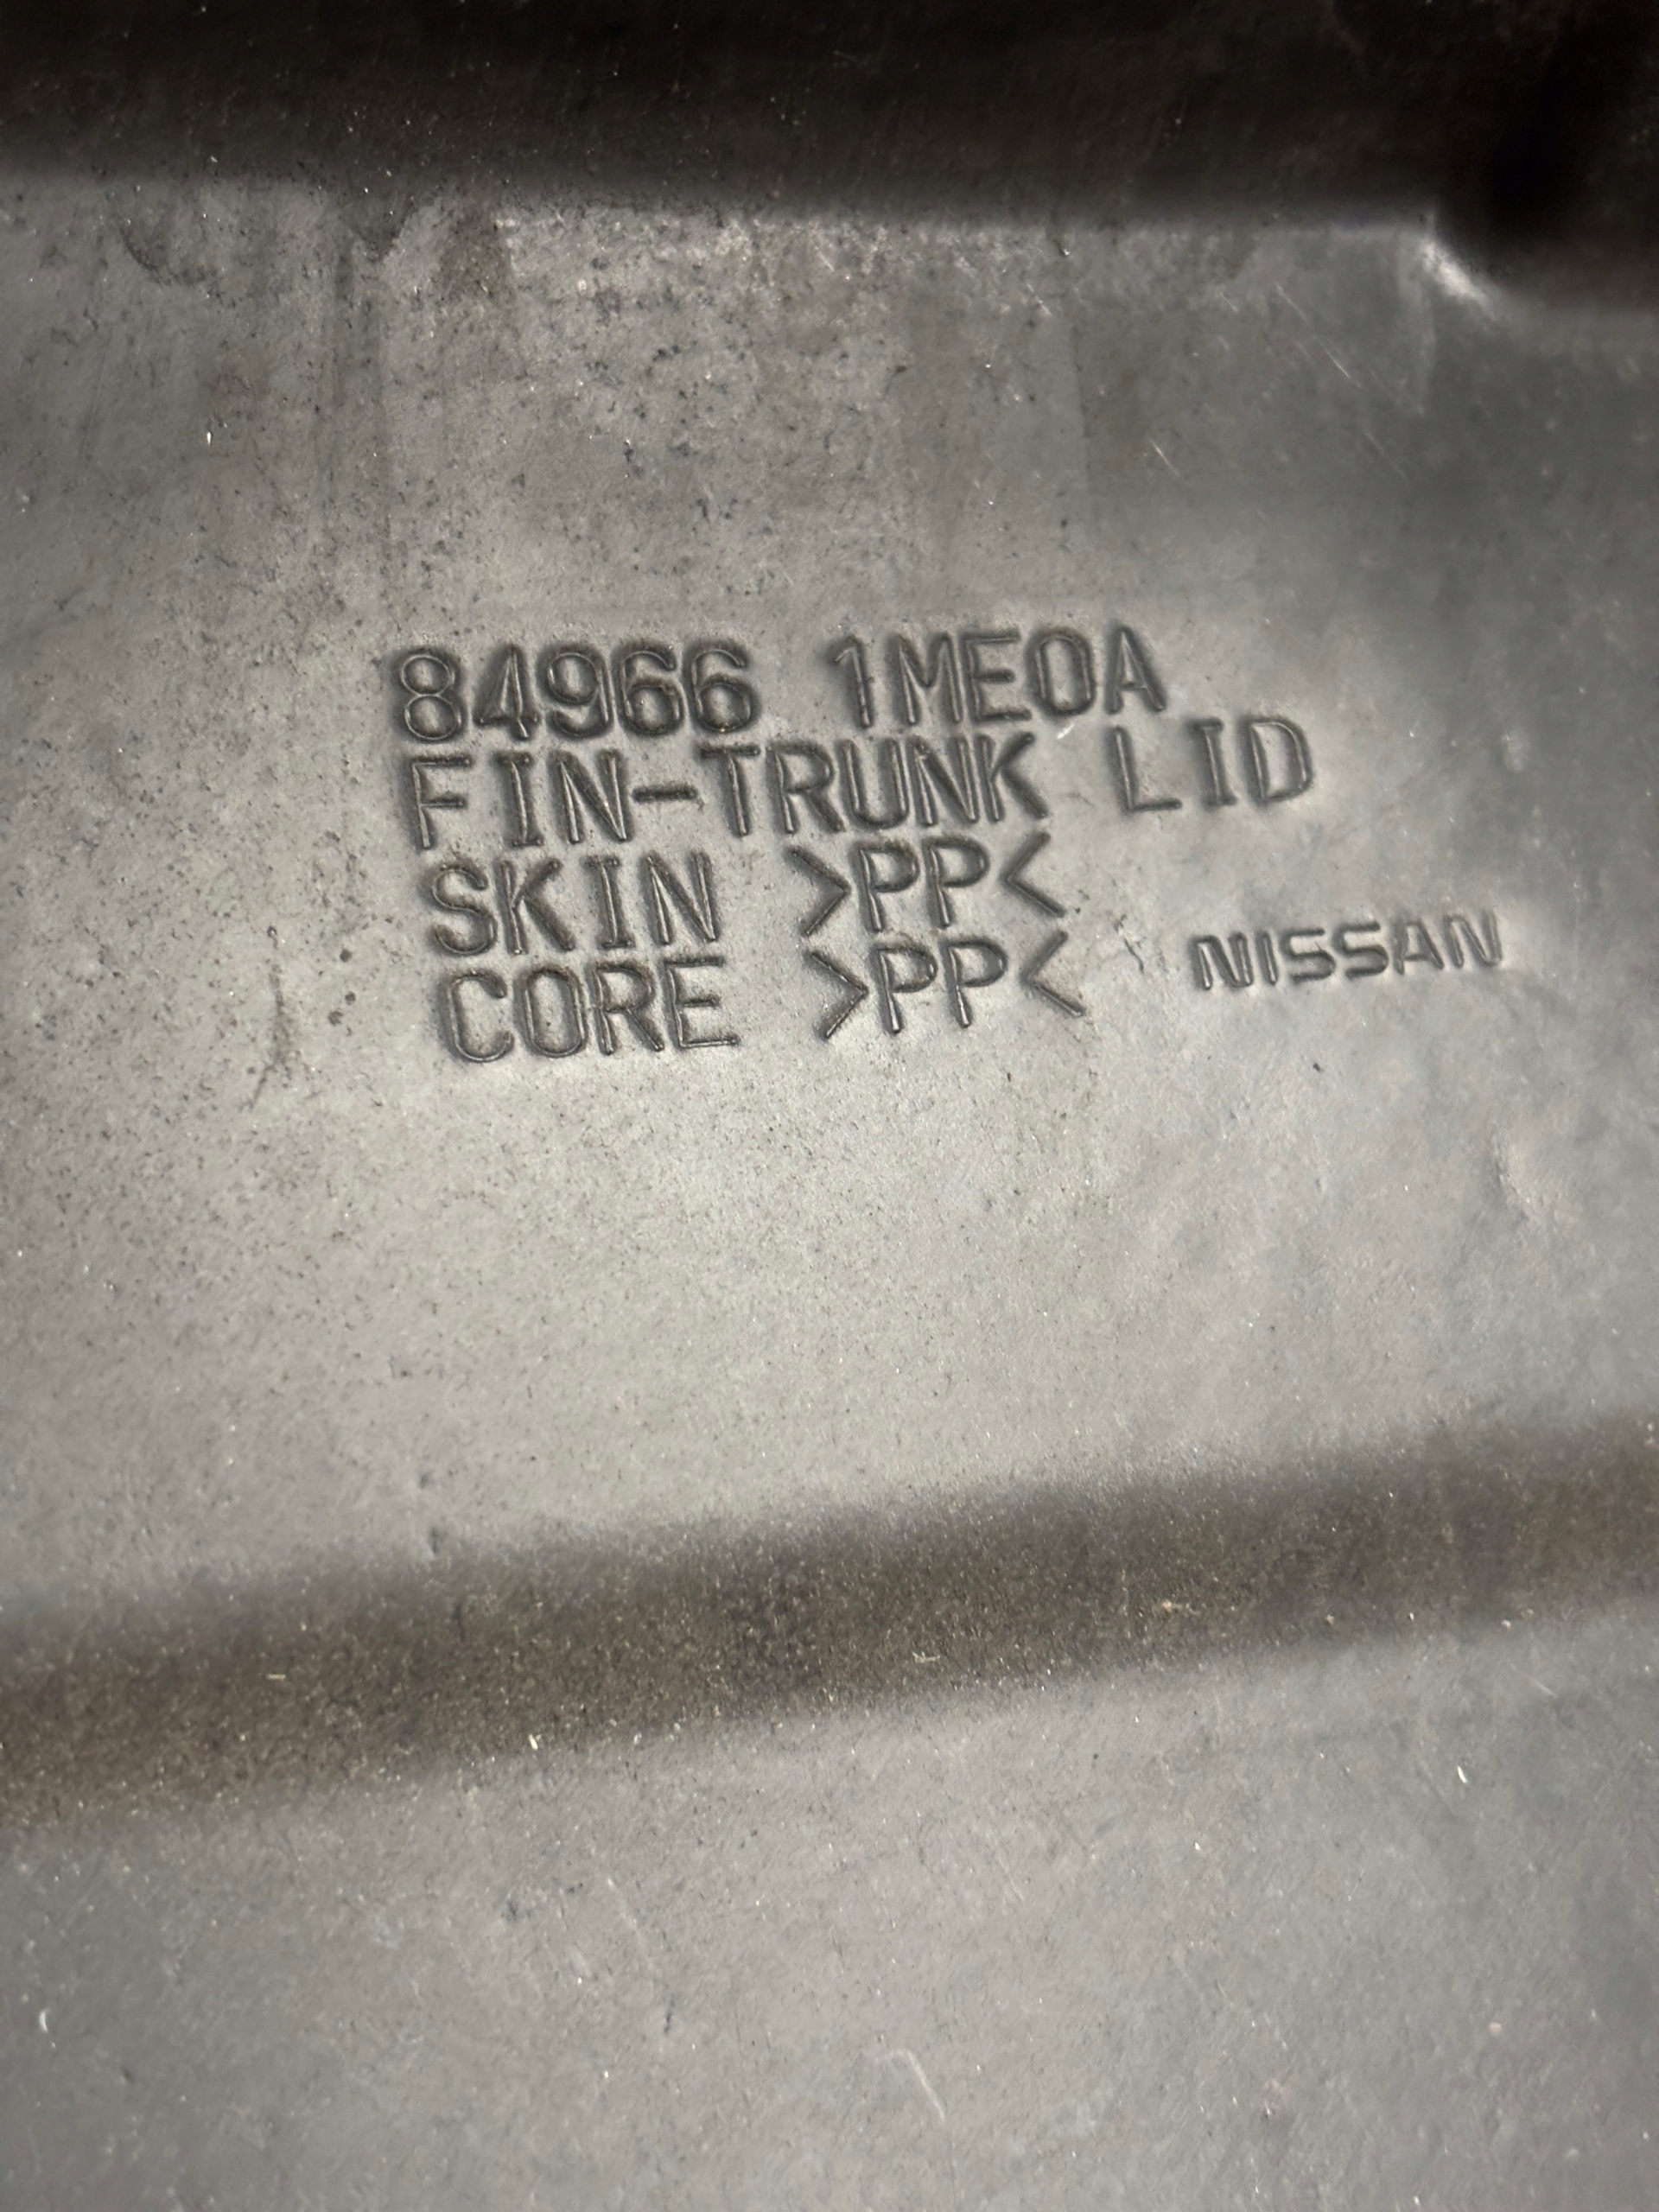 84966 1ME0A
FIN-TRUNK LID
SKIN >PP<
CORE >PP<
NISSAN